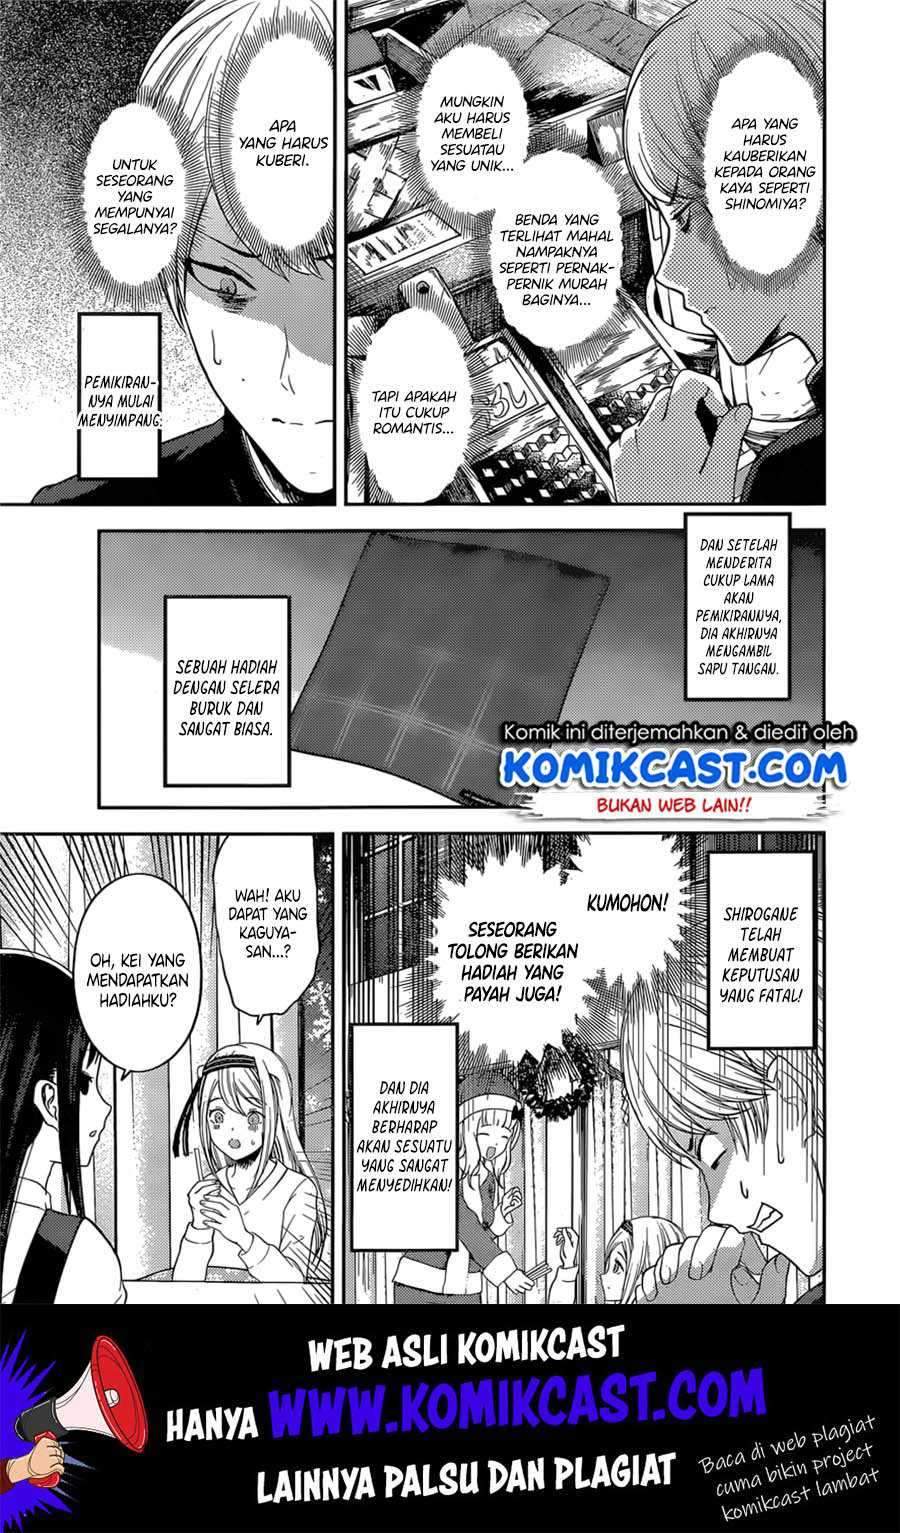 APA YANG
HARUS
KAUBERIKAN
KEPADA ORANG
KAYA SEPERTI
SHINOMIYA?
MUNGKIN
AKU HARUS
MEMBELI
SESUATU
YANG UNIK...
BENDA YANG
TERLIHAT MAHAL
NAMPAKNYA
SEPERTI PERNAK-
PERNIK MURAH
BAGINYA...
TAPI APAKAH
ITU CUKUP
ROMANTIS...
APA
YANG HARUS
KUBERI.
UNTUK
SESEORANG
YANG
MEMPUNYAI
SEGALANYA?
PEMIKIRAN-
NYA MULAI
MENYIMPANG.
DAN SETELAH
MENDERITA
CUKUP LAMA
AKAN
PEMIKIRANNYA,
DIA AKHIRNYA
MENGAMBIL
SAPU TANGAN.
SEBUAH HADIAH
DENGAN SELERA
BURUK DAN
SANGAT BIASA.
Komik ini diterjemahkan & diedit oleh
KOMIKCAST.COM
BUKAN WEB LAIN!!
SHIROGANE
TELAH
MEMBUAT
KEPUTUSAN
YANG FATAL!
KUMOHON!
SESEORANG
TOLONG BERIKAN
HADIAH YANG
PAYAH JUGA!
DAN DIA
AKHIRNYA
BERHARAP
AKAN SESUATU
YANG SANGAT
MENYEDIHKAN!
WAH! AKU
DAPAT YANG
KAGUYA-
SAN...?
OH, KEI YANG
MENDAPATKAN
HADIAHKU?
WEB ASLI KOMIKCAST
HANYA WWW.KOMIKCAST.COM
LAINNYA PALSU DAN PLAGIAT
Baca di web plagiat
cuma bikin project
komikcast lambat